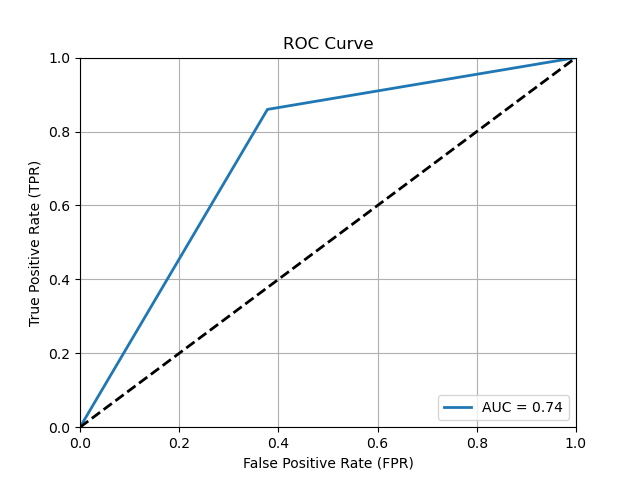 ROC Curve
True Positive Rate (TPR)
1.0
0.8
0.6
0.4
0.2
0.0
AUC = 0.74
0.0 0.2 0.4 0.6 0.8 1.0
False Positive Rate (FPR)